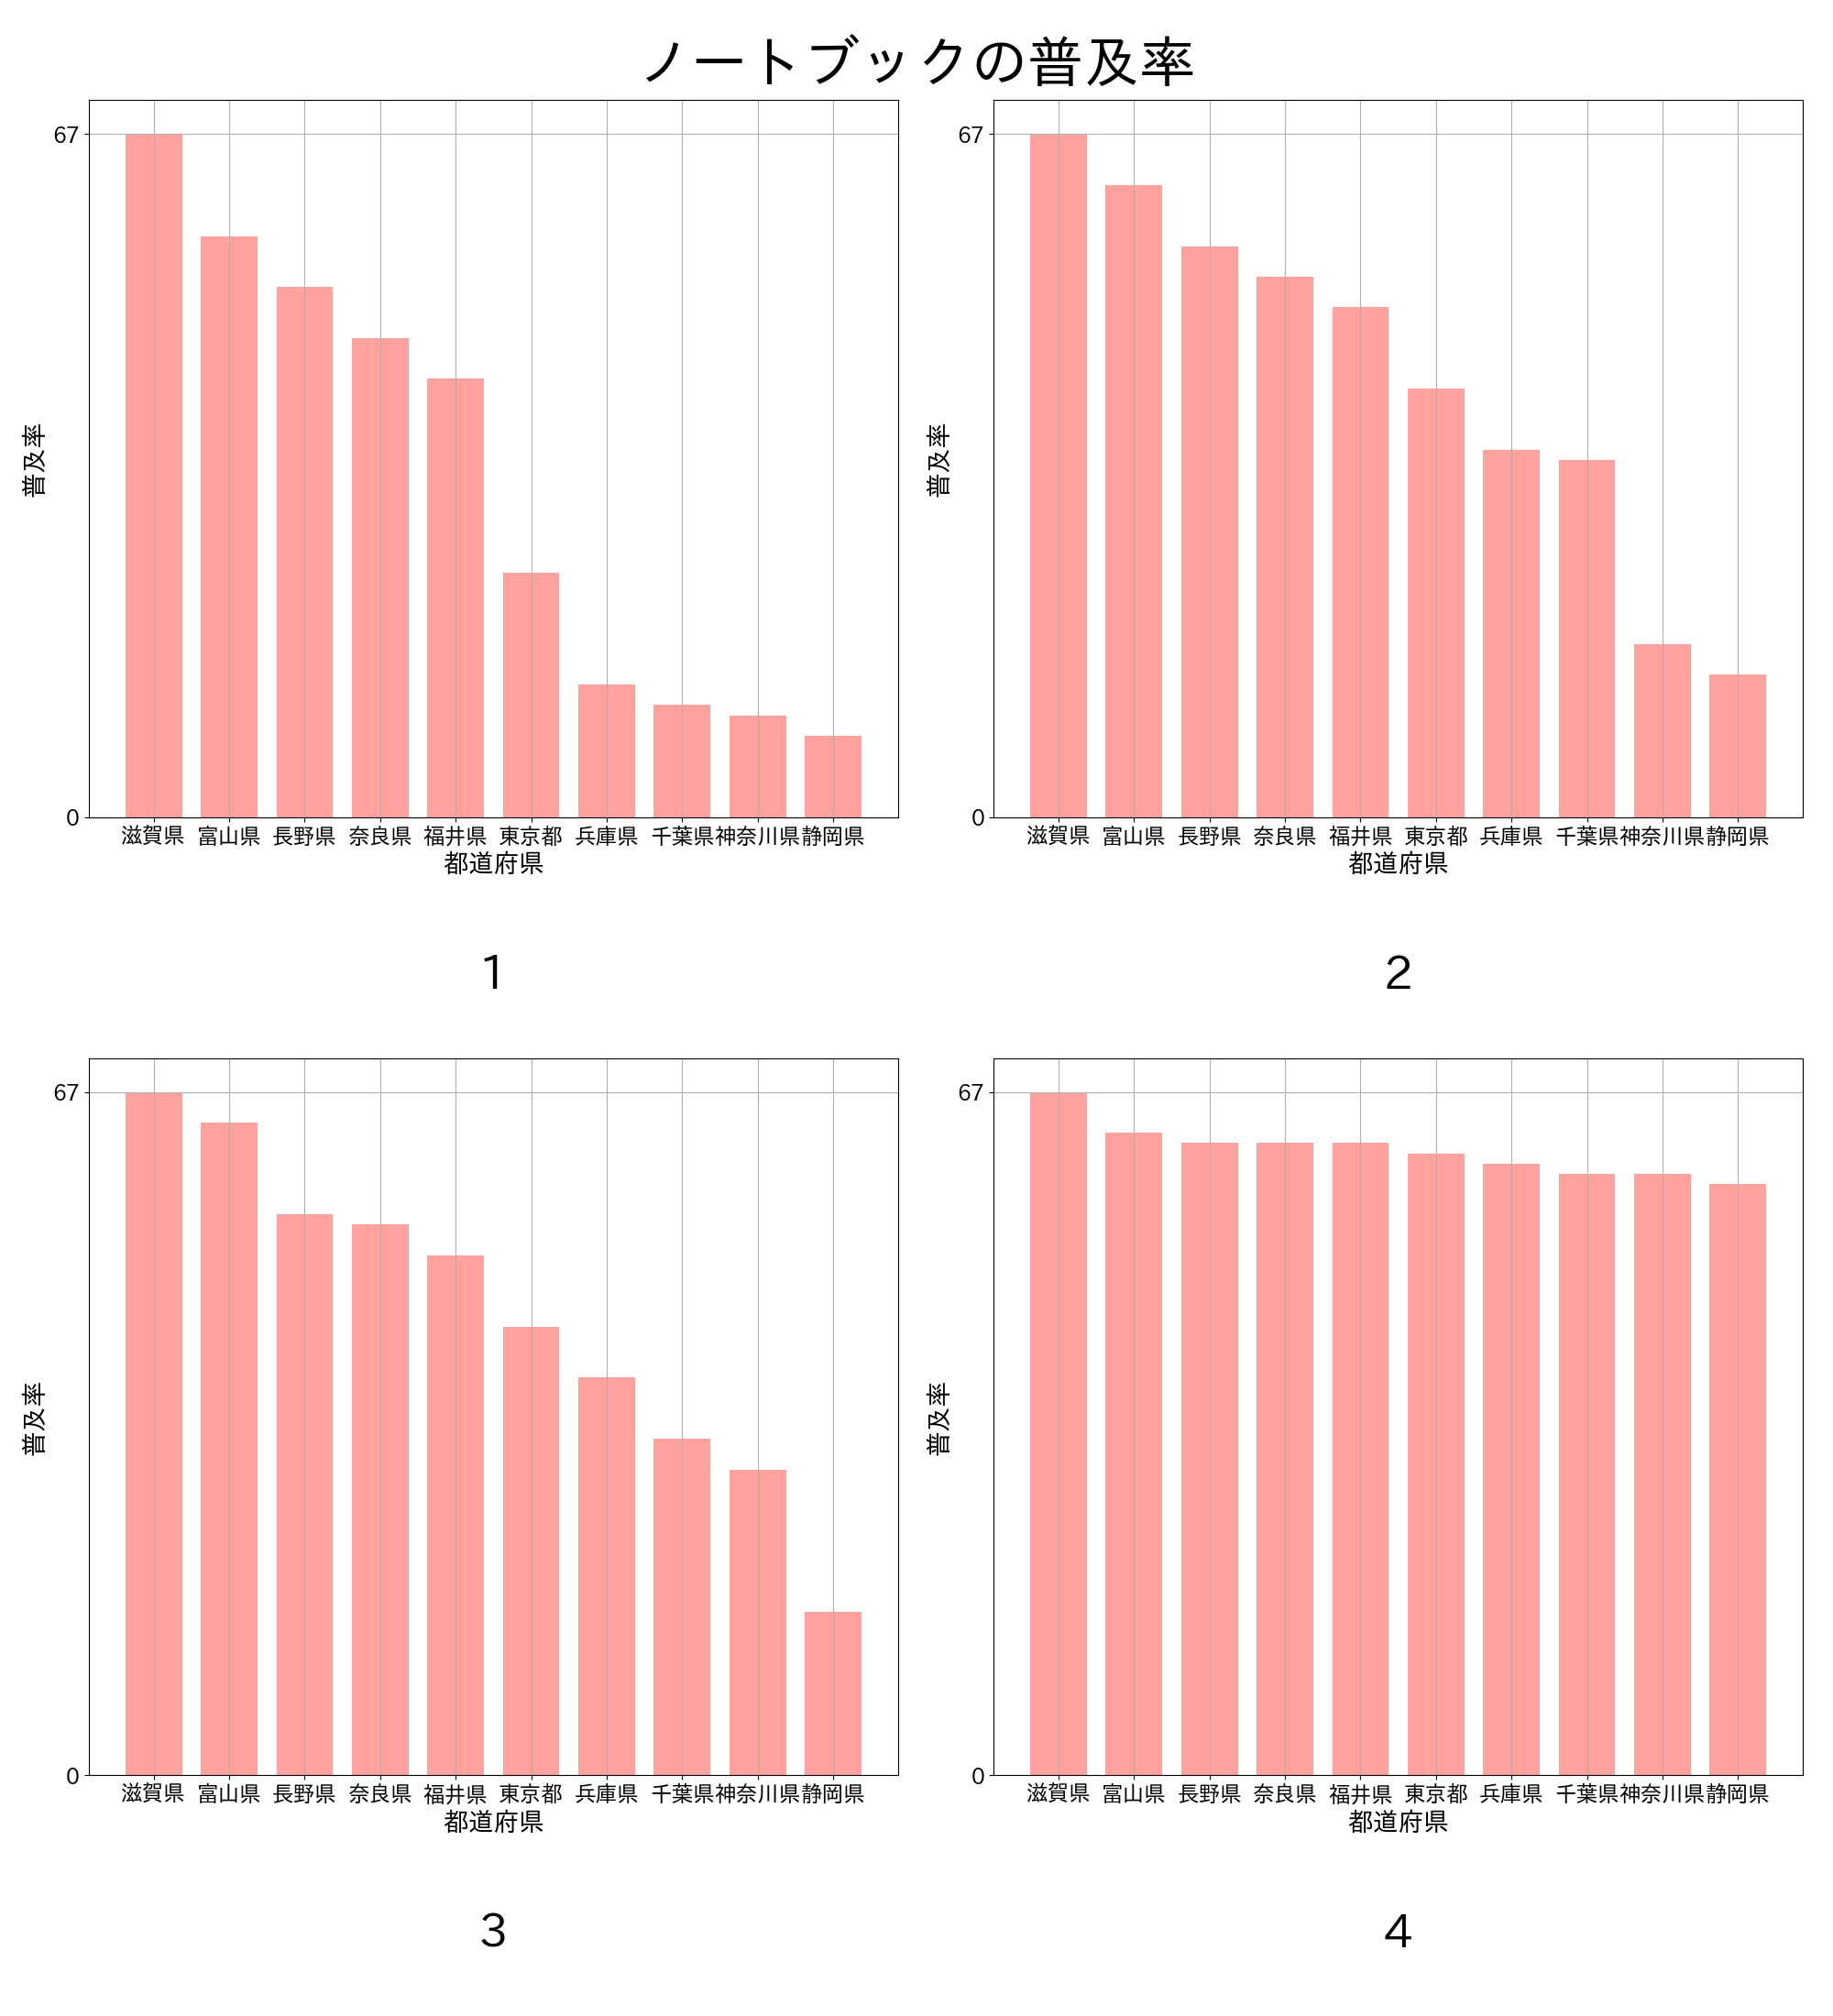 ノートブックの普及率
67
0
普及率
滋賀県 富山県 長野県 奈良県 福井県 東京都 兵庫県 千葉県 神奈川県 静岡県
都道府県
1
67
0
普及率
滋賀県 富山県 長野県 奈良県 福井県 東京都 兵庫県 千葉県 神奈川県 静岡県
都道府県
2
67
0
普及率
滋賀県 富山県 長野県 奈良県 福井県 東京都 兵庫県 千葉県 神奈川県 静岡県
都道府県
3
67
0
普及率
滋賀県 富山県 長野県 奈良県 福井県 東京都 兵庫県 千葉県 神奈川県 静岡県
都道府県
4